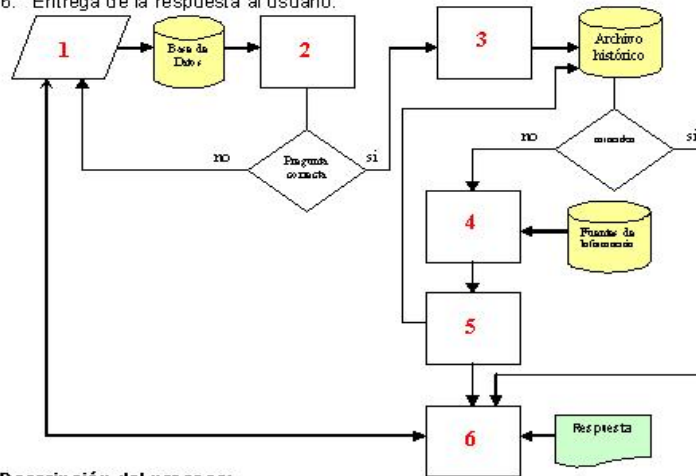 6. Entrega de la respuesta al usuario.
1
Base de
Datos
2
3
Archivo
histórico
no
Pregunta
correcta
si
no
si
4
Fuentes de
Información
5
6
Respuesta
Descripción del proceso: